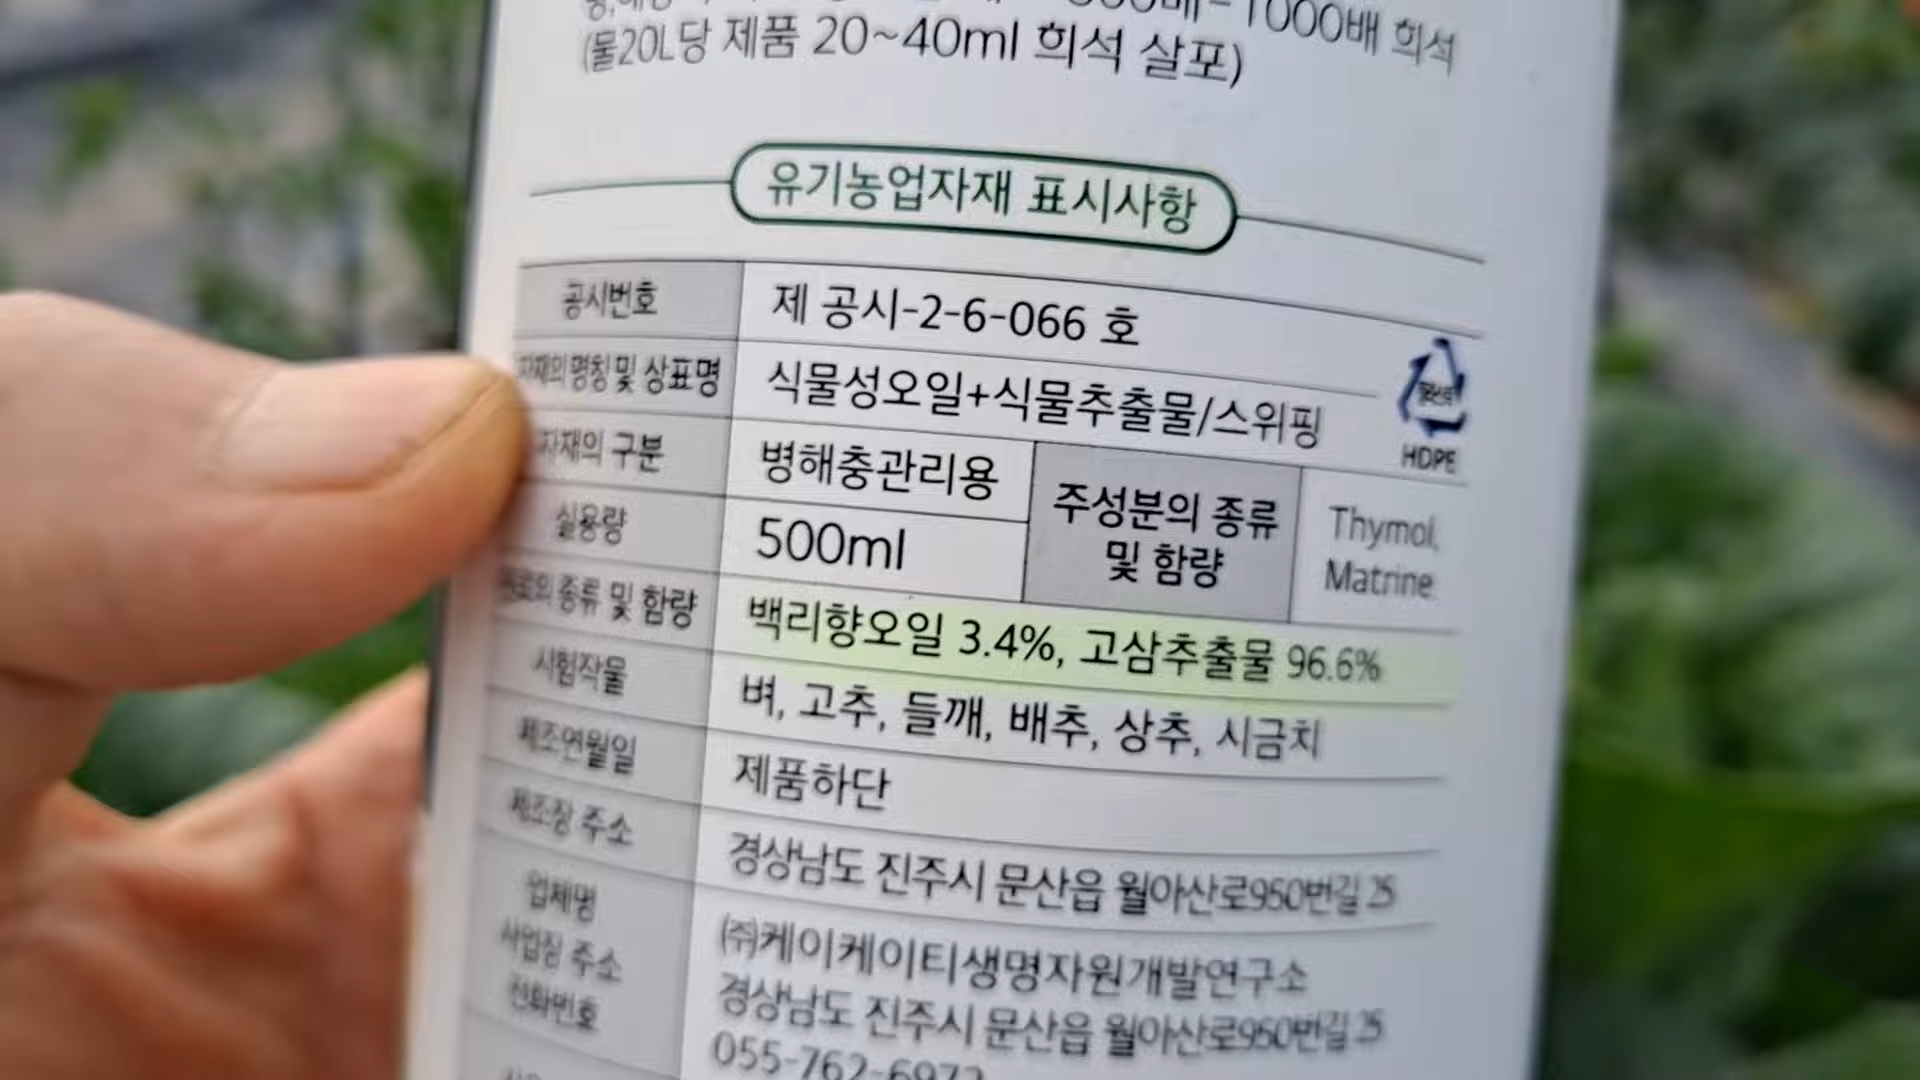 1000배 희석
(물20L당 제품 20~40ml 희석 살포)
유기농업자재 표시사항
공시번호 제 공시-2-6-066 호
자재의 명칭 및 상표명 식물성오일+식물추출물/스위핑
HDPE
자재의 구분 병해충관리용
실용량 500ml
주성분의 종류
및 함량
Thymol,
Matrine
원료의 종류 및 함량 백리향오일 3.4%, 고삼추출물 96.6%
시험작물 벼, 고추, 들깨, 배추, 상추, 시금치
제조연월일 제품하단
제조장 주소 경상남도 진주시 문산읍 월아산로950번길 25
업체명 ㈜케이케이티생명자원개발연구소
사업장 주소 경상남도 진주시 문산읍 월아산로950번길 25
전화번호 055-762-6972